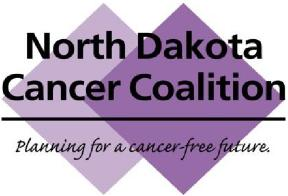 North Dakota
Cancer Coalition
Planning for a cancer-free future.